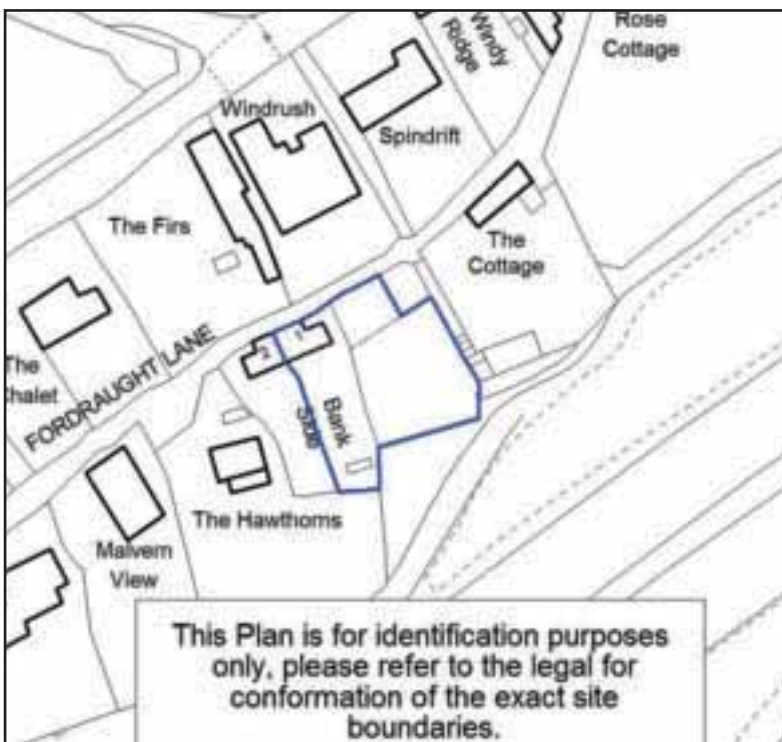 Rose
Cottage
Windy
Ridge
Windrush
Spindrift
The Firs
The
Cottage
The
Chalet
FORDRAUGHT LANE
2
1
Bank
Side
The Hawthorns
Malvern
View
This Plan is for identification purposes
only, please refer to the legal for
conformation of the exact site
boundaries.